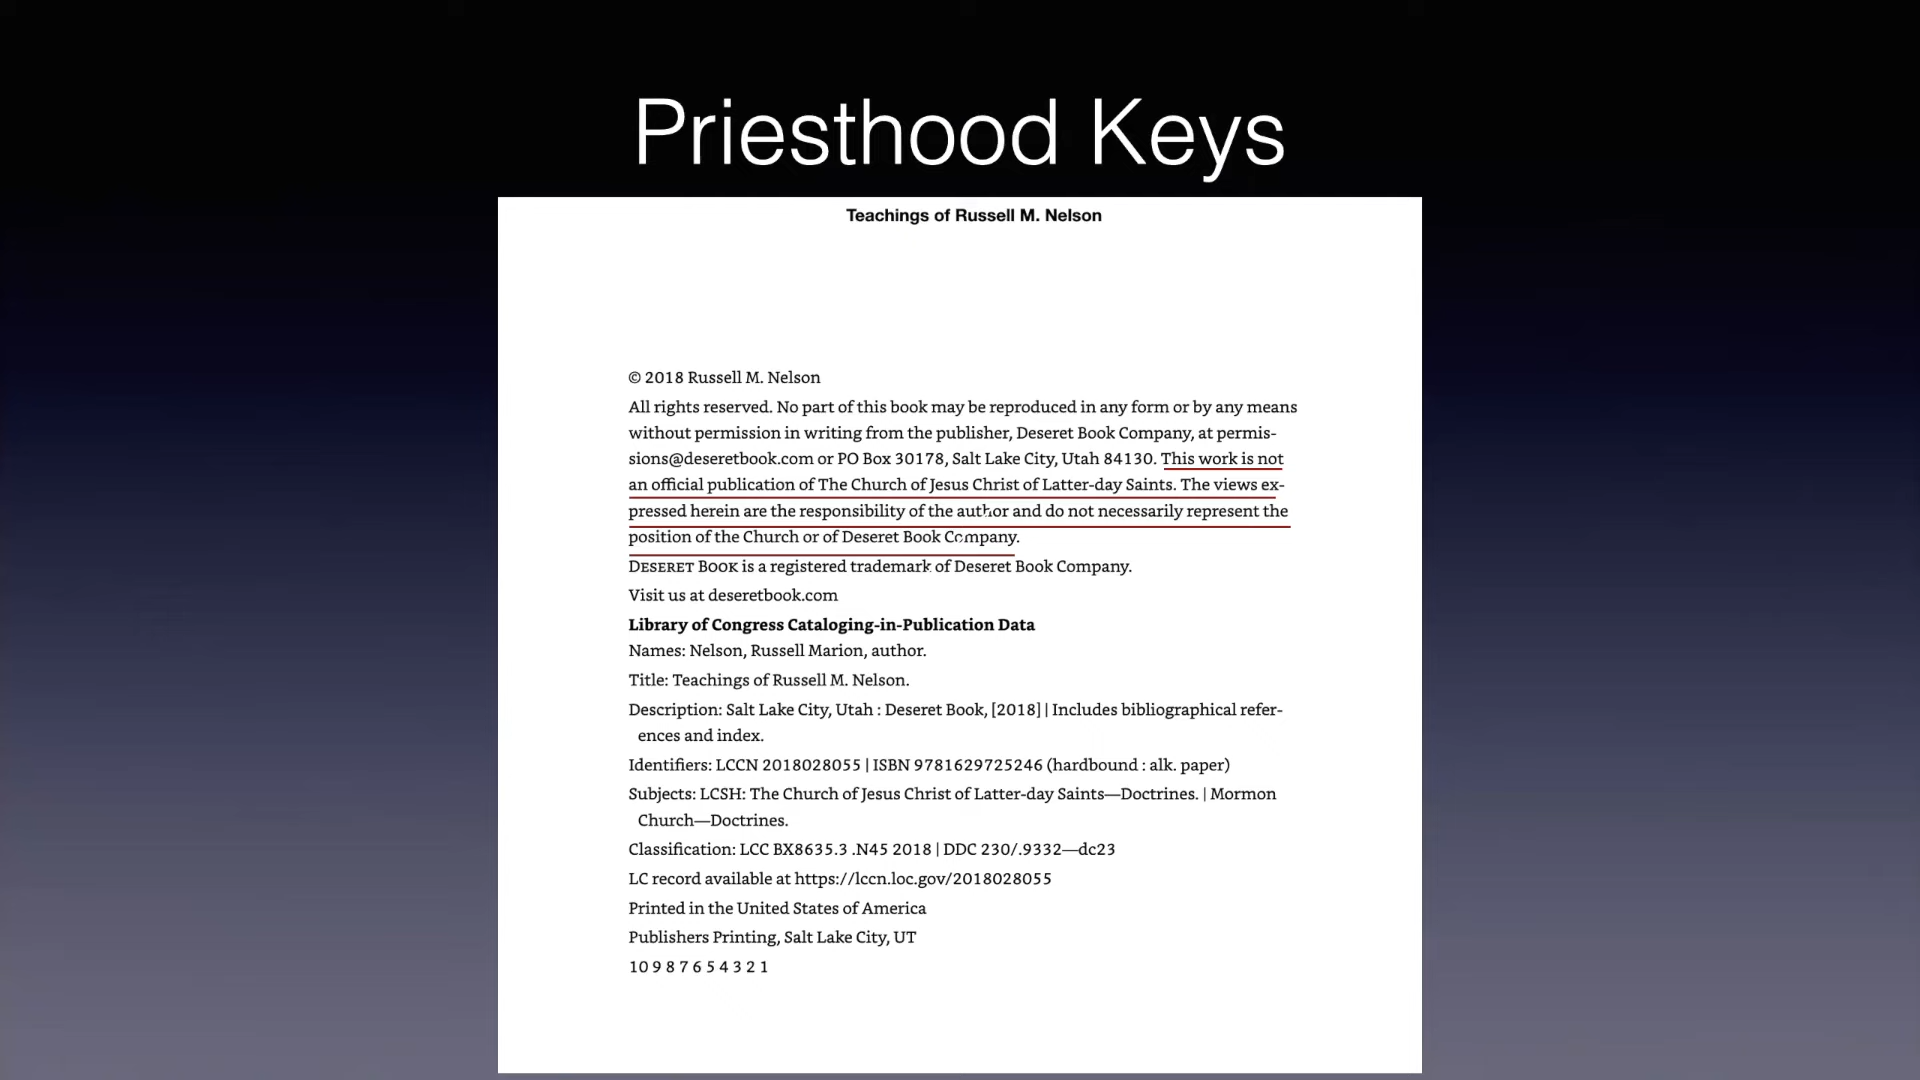 Priesthood Keys
Teachings of Russell M. Nelson
© 2018 Russell M. Nelson
All rights reserved. No part of this book may be reproduced in any form or by any means
without permission in writing from the publisher, Deseret Book Company, at permis-
sions@deseretbook.com or PO Box 30178, Salt Lake City, Utah 84130. This work is not
an official publication of The Church of Jesus Christ of Latter-day Saints. The views ex-
pressed herein are the responsibility of the author and do not necessarily represent the
position of the Church or of Deseret Book Company.
DESERET BOOK is a registered trademark of Deseret Book Company.
Visit us at deseretbook.com
Library of Congress Cataloging-in-Publication Data
Names: Nelson, Russell Marion, author.
Title: Teachings of Russell M. Nelson.
Description: Salt Lake City, Utah : Deseret Book, [2018] | Includes bibliographical refer-
ences and index.
Identifiers: LCCN 2018028055 | ISBN 9781629725246 (hardbound : alk. paper)
Subjects: LCSH: The Church of Jesus Christ of Latter-day Saints—Doctrines. | Mormon
Church—Doctrines.
Classification: LCC BX8635.3 .N45 2018 | DDC 230/.9332—dc23
LC record available at https://lccn.loc.gov/2018028055
Printed in the United States of America
Publishers Printing, Salt Lake City, UT
10 9 8 7 6 5 4 3 2 1